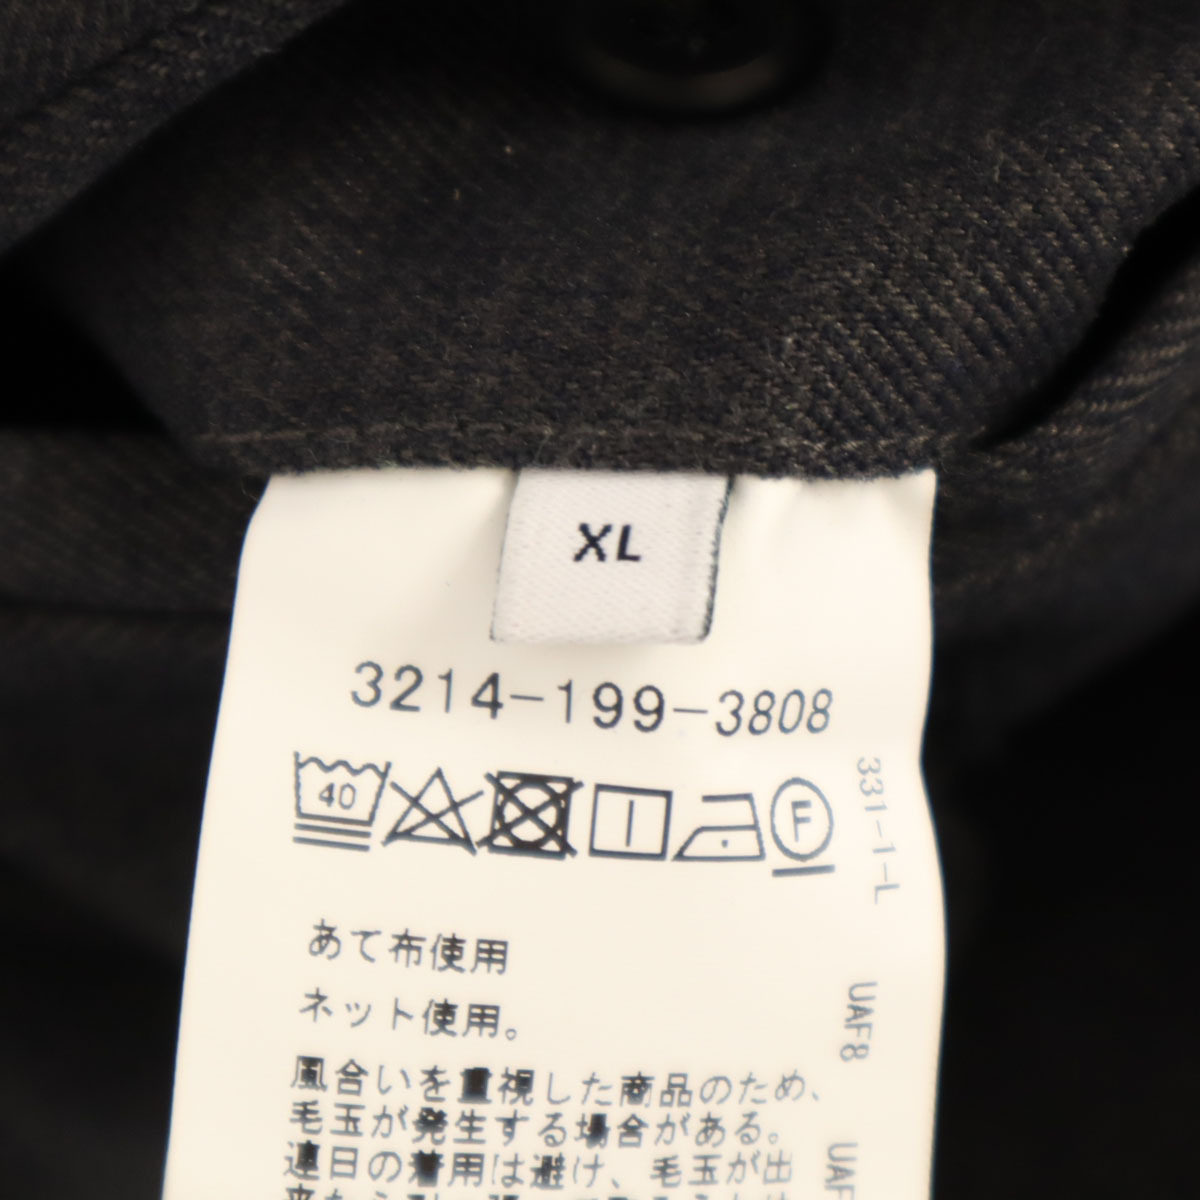 XL
3214-199-3808
40
F
331-1-L
あて布使用
ネット使用。
UAF8
風合いを重視した商品のため、
毛玉が発生する場合がある。
連日の着用は避け、毛玉が出
UAF